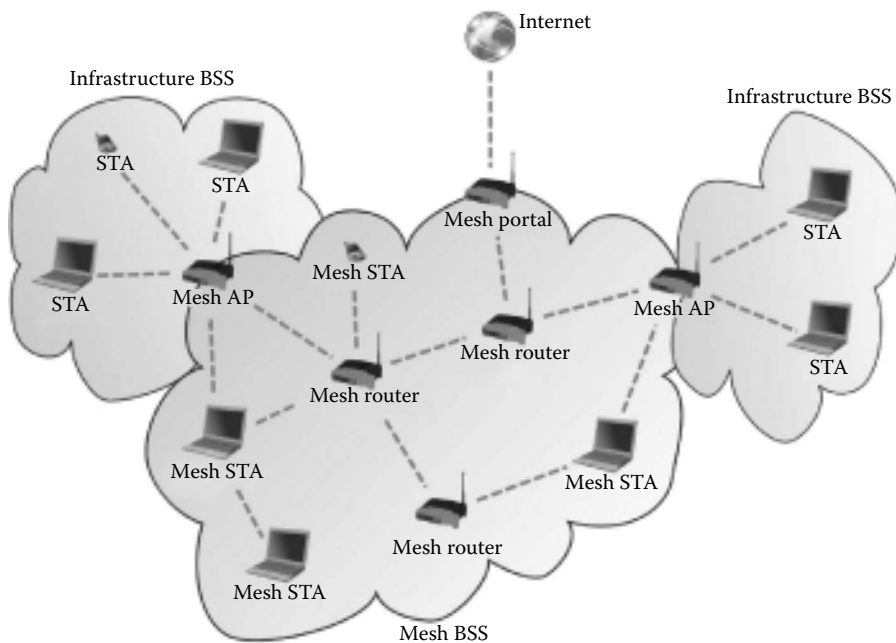 Internet
Infrastructure BSS
Infrastructure BSS
STA
STA
Mesh portal
STA
Mesh STA
STA
Mesh AP
Mesh AP
Mesh router
STA
Mesh router
Mesh STA
Mesh STA
Mesh router
Mesh STA
Mesh BSS